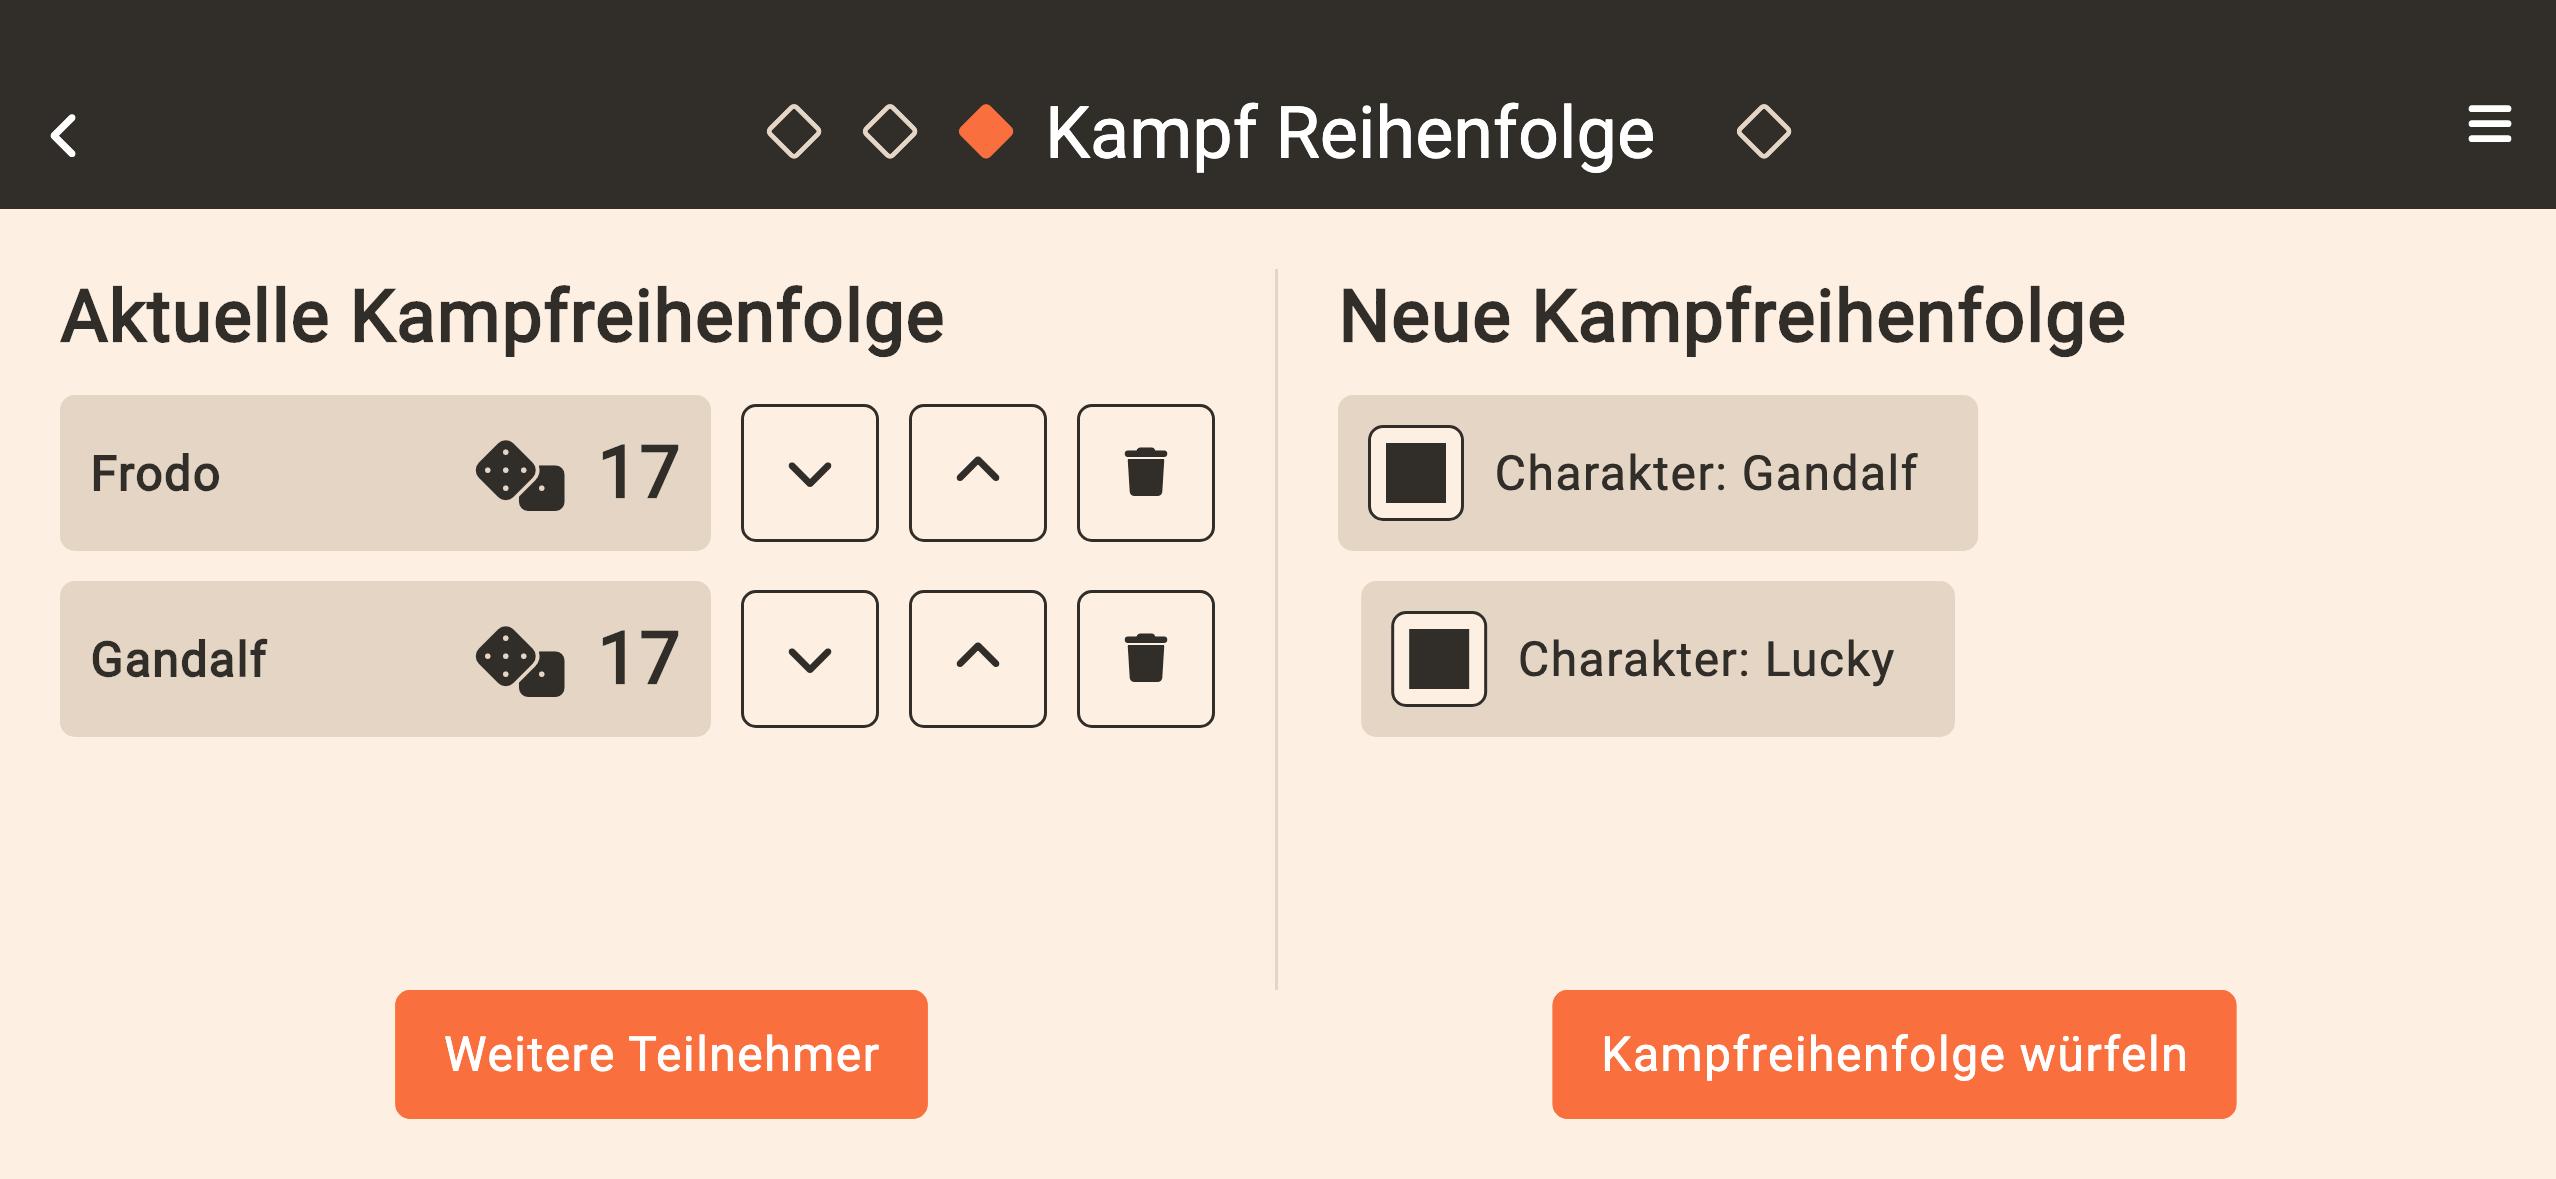 Kampf Reihenfolge
Aktuelle Kampfreihenfolge
Frodo 17
Gandalf 17
Weitere Teilnehmer
Neue Kampfreihenfolge
Charakter: Gandalf
Charakter: Lucky
Kampfreihenfolge würfeln